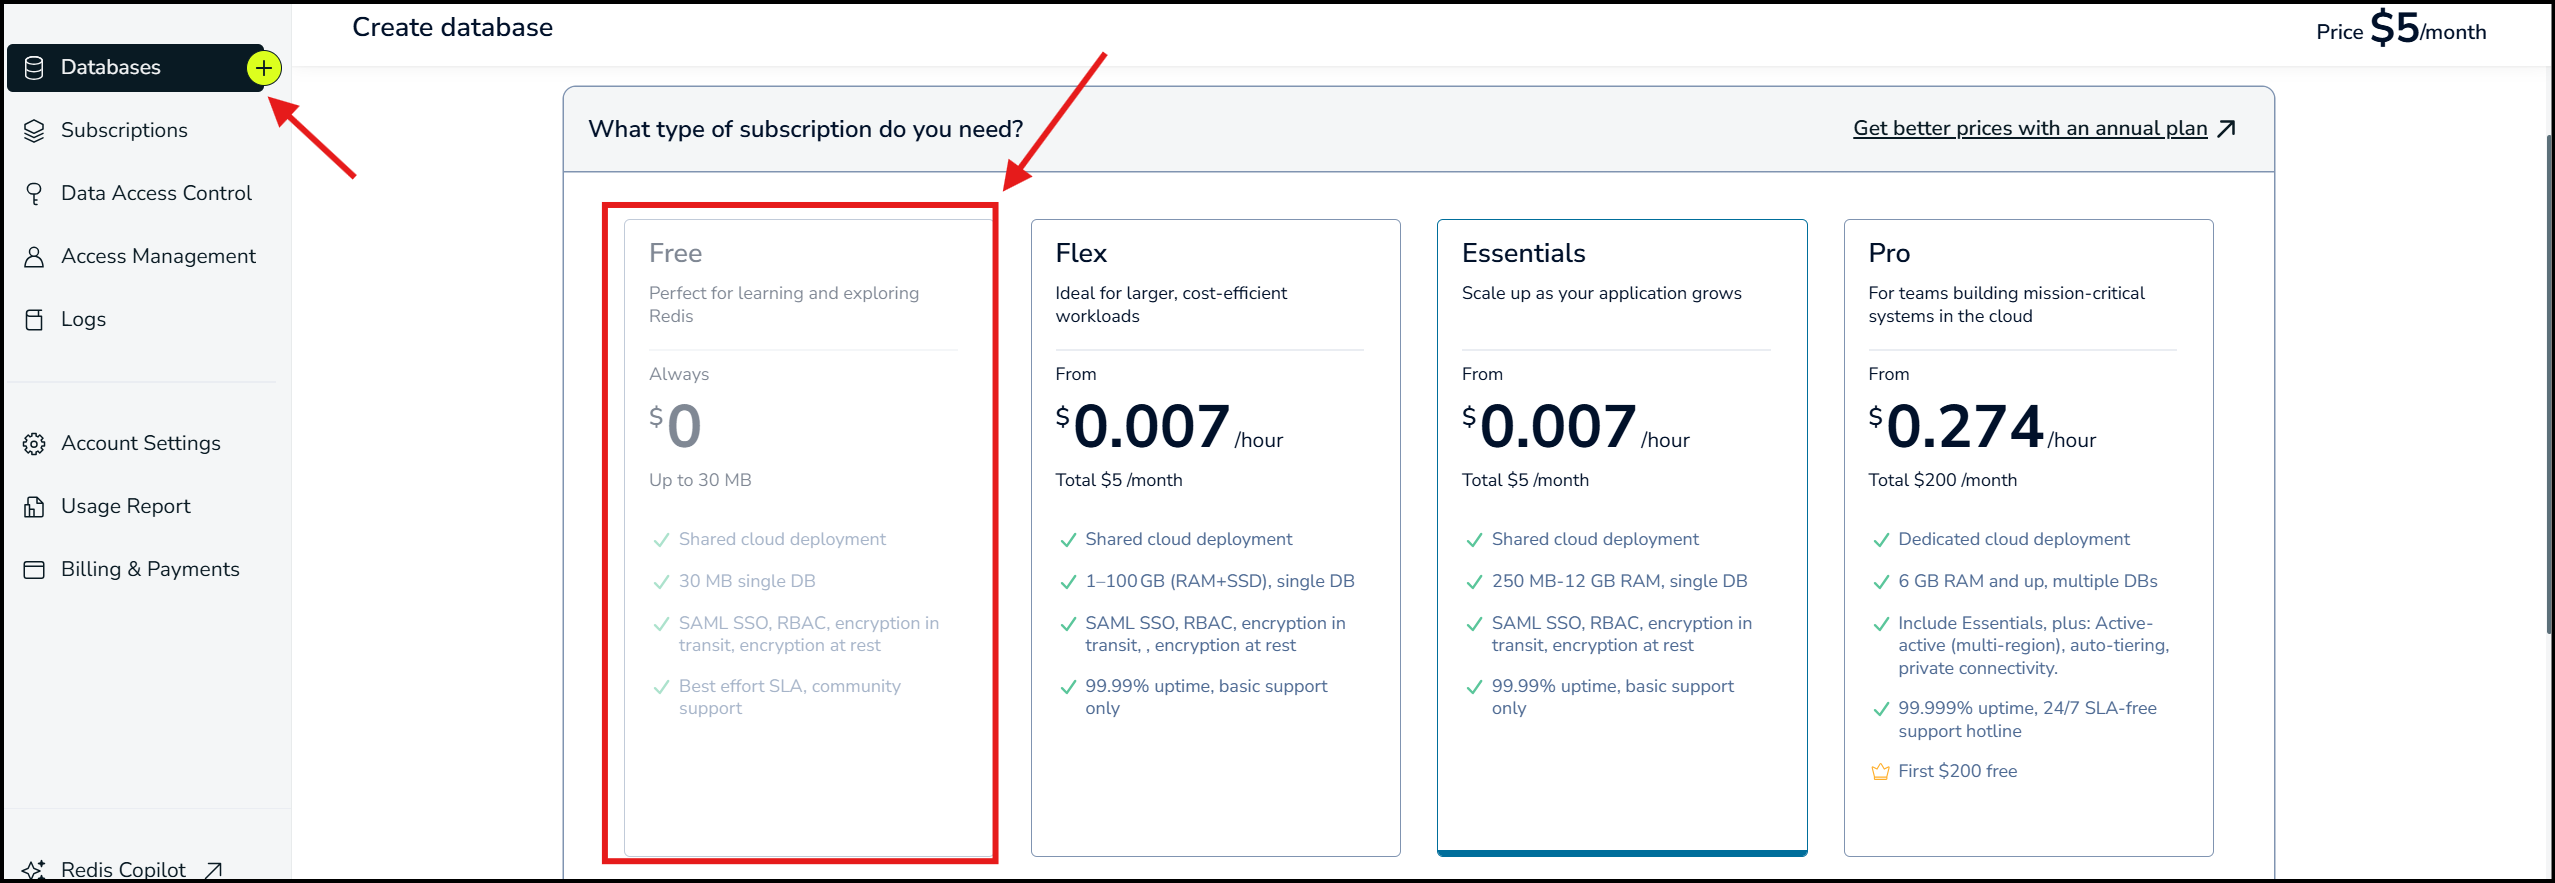 Create database
Price $5/month
Databases
Subscriptions
Data Access Control
Access Management
Logs
Account Settings
Usage Report
Billing & Payments
Redis Copilot
What type of subscription do you need?
Get better prices with an annual plan
Free
Perfect for learning and exploring
Redis
Always
$0
Up to 30 MB
Shared cloud deployment
30 MB single DB
SAML SSO, RBAC, encryption in
transit, encryption at rest
Best effort SLA, community
support
Flex
Ideal for larger, cost-efficient
workloads
From
$0.007/hour
Total $5 /month
Shared cloud deployment
1–100 GB (RAM+SSD), single DB
SAML SSO, RBAC, encryption in
transit, , encryption at rest
99.99% uptime, basic support
only
Essentials
Scale up as your application grows
From
$0.007/hour
Total $5 /month
Shared cloud deployment
250 MB-12 GB RAM, single DB
SAML SSO, RBAC, encryption in
transit, encryption at rest
99.99% uptime, basic support
only
Pro
For teams building mission-critical
systems in the cloud
From
$0.274/hour
Total $200 /month
Dedicated cloud deployment
6 GB RAM and up, multiple DBs
Include Essentials, plus: Active-
active (multi-region), auto-tiering,
private connectivity.
99.999% uptime, 24/7 SLA-free
support hotline
First $200 free